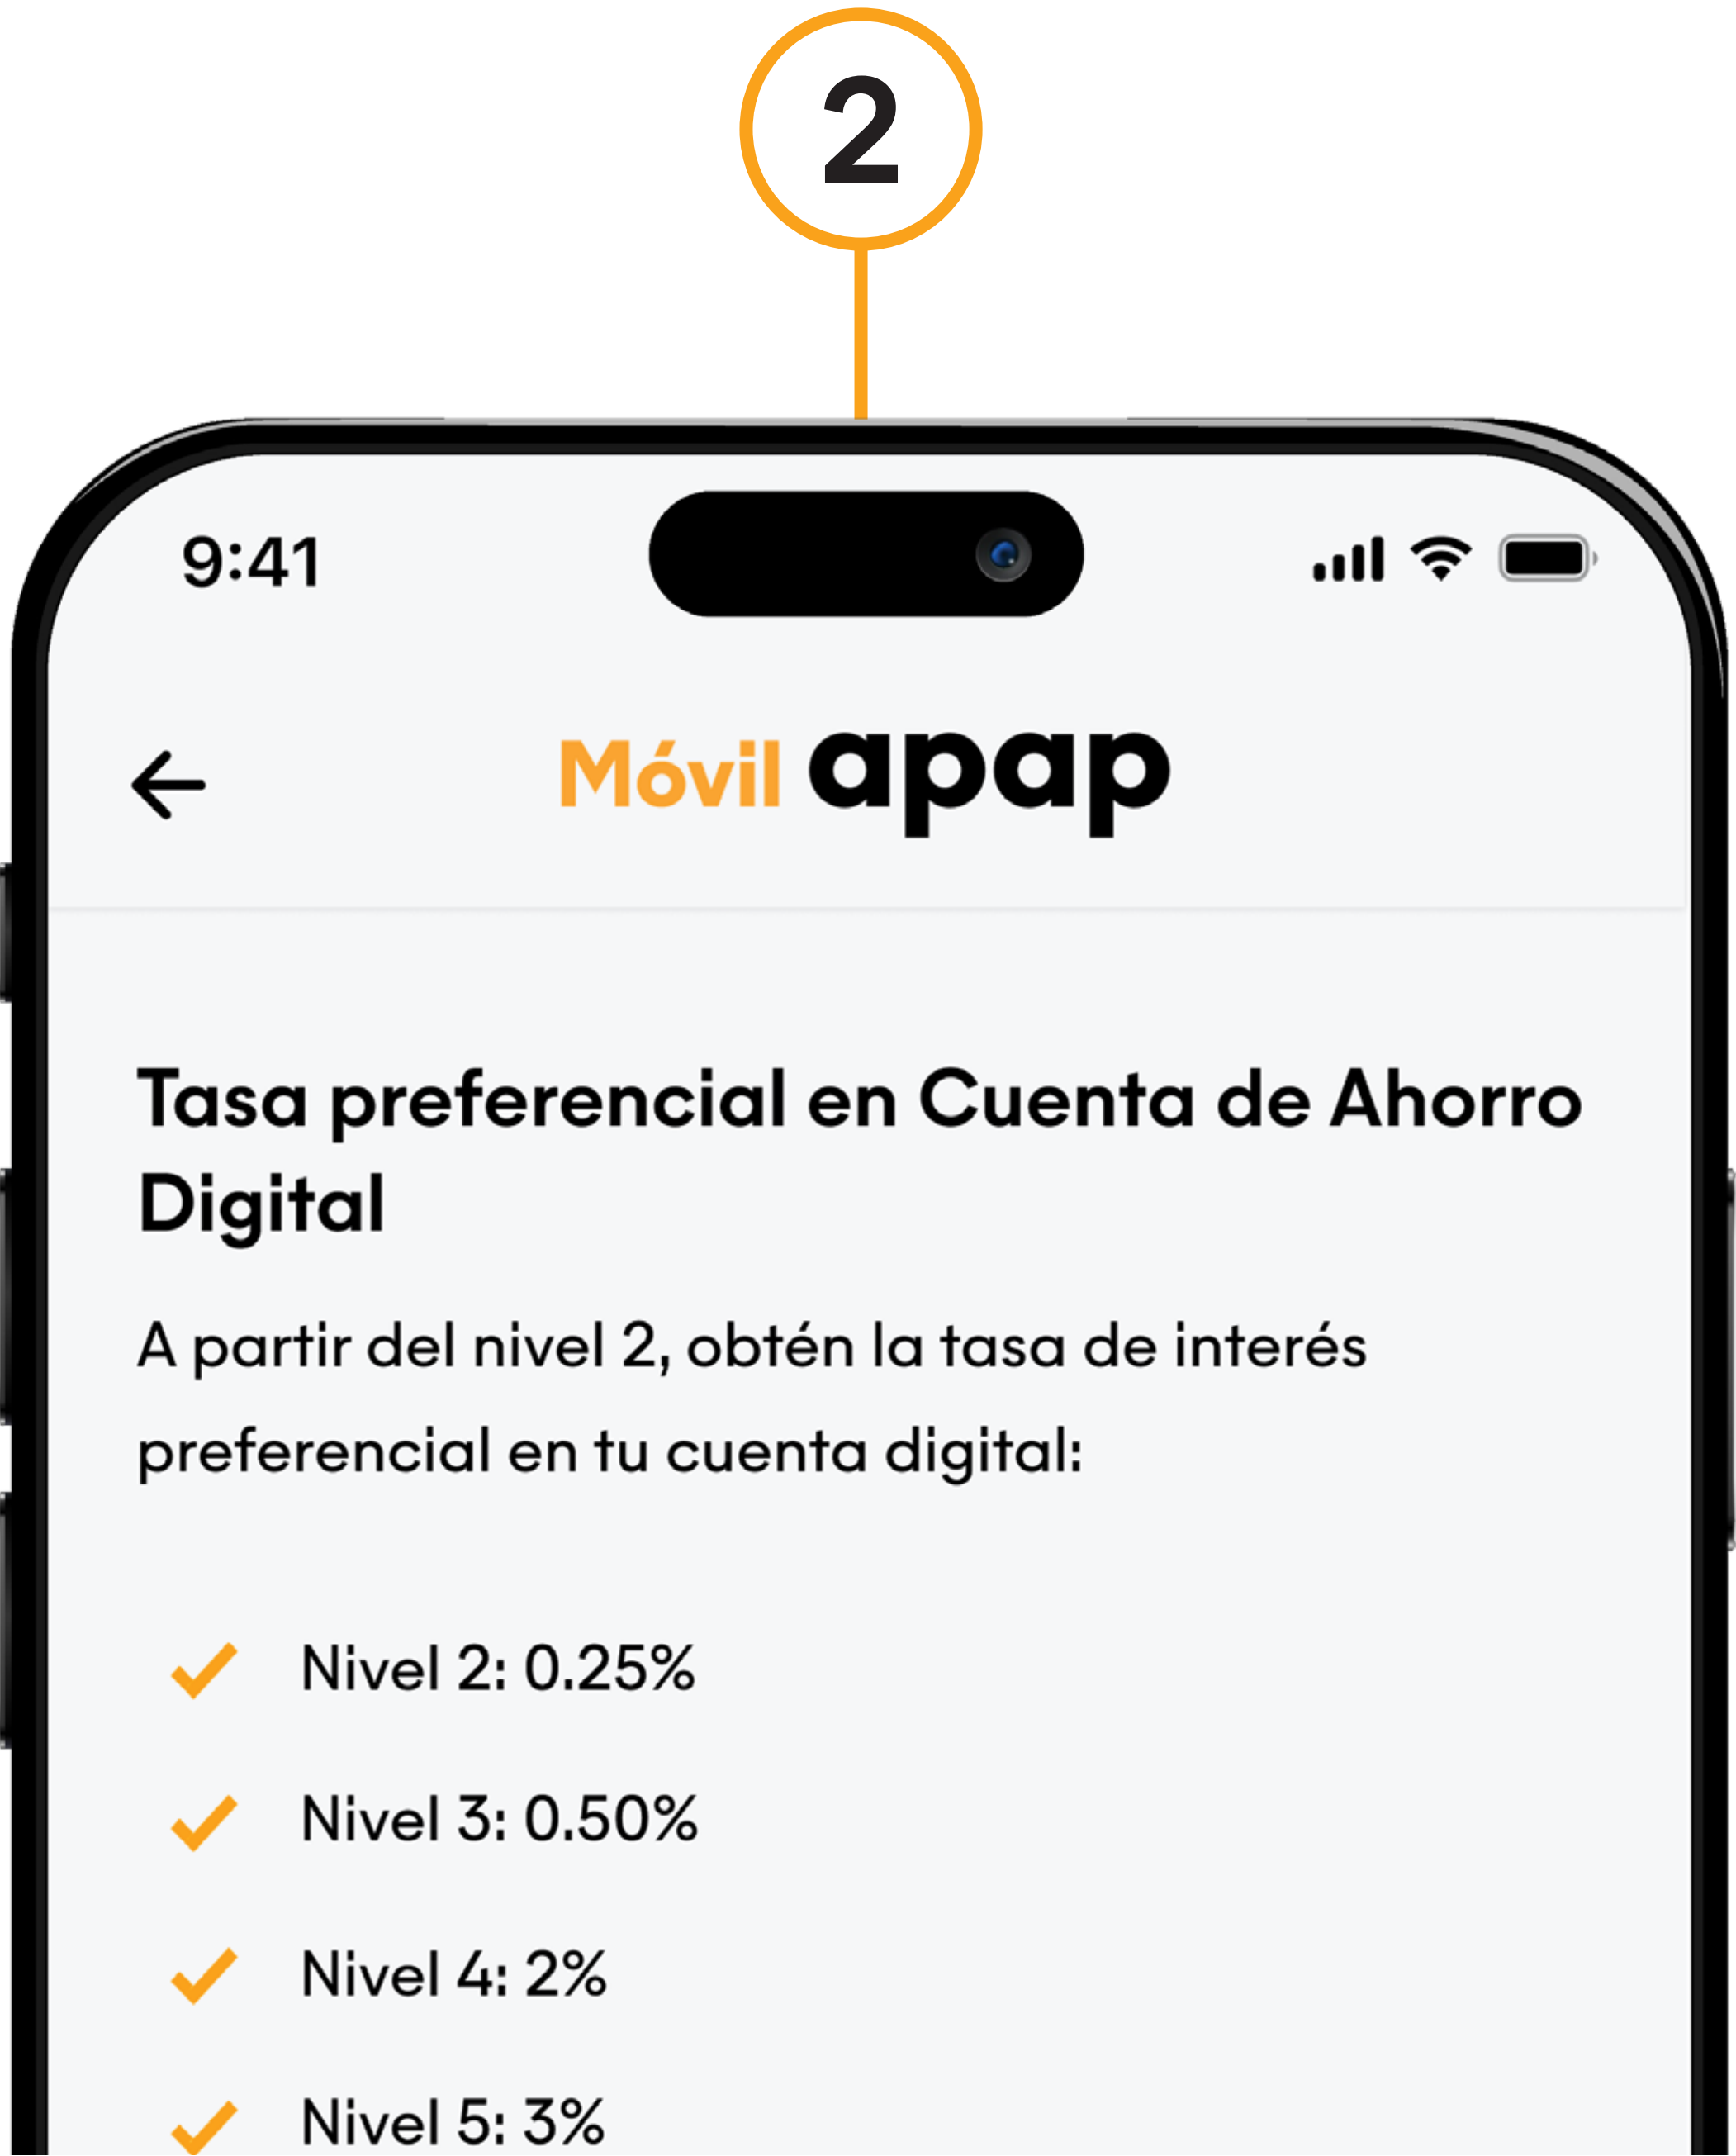 2
9:41
Móvil apap
Tasa preferencial en Cuenta de Ahorro
Digital
A partir del nivel 2, obtén la tasa de interés
preferencial en tu cuenta digital:
Nivel 2: 0.25%
Nivel 3: 0.50%
Nivel 4: 2%
Nivel 5: 3%